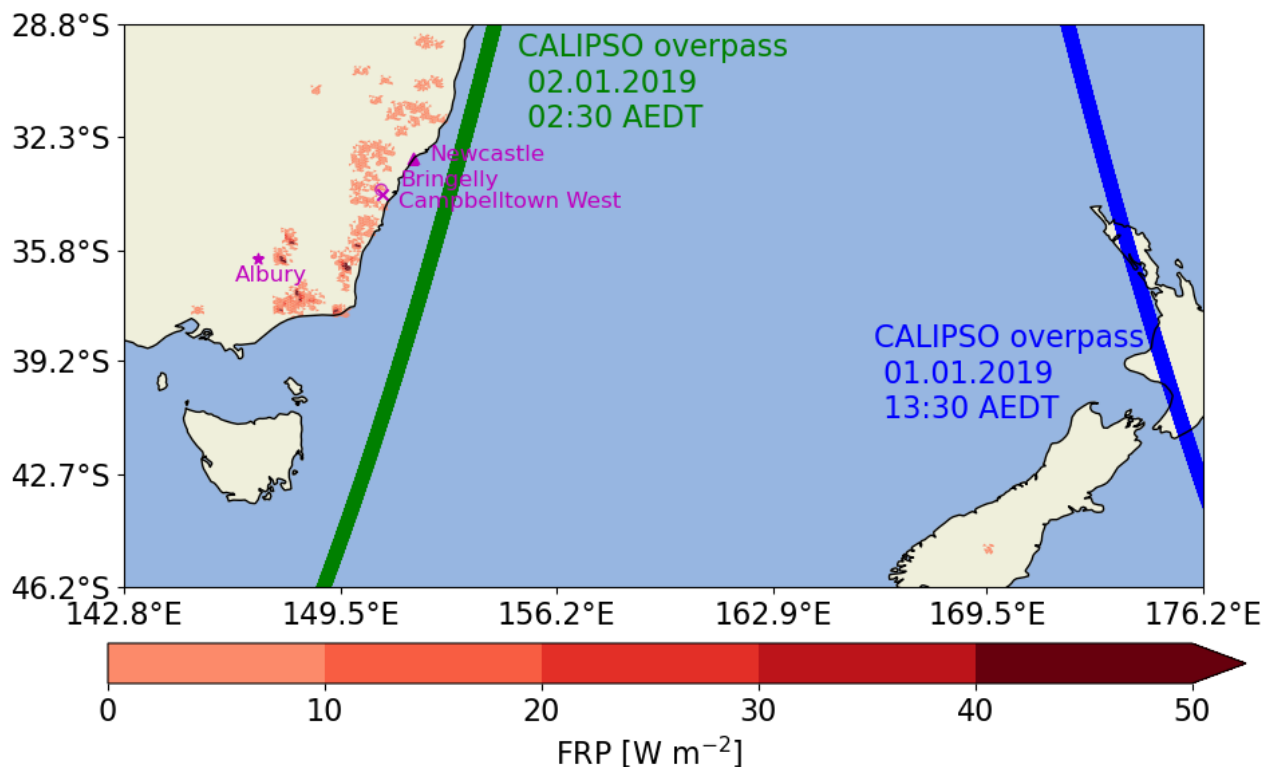 28.8°S
32.3°S
35.8°S
39.2°S
42.7°S
46.2°S
CALIPSO overpass
02.01.2019
02:30 AEDT
Newcastle
Bringelly
Campbelltown West
Albury
CALIPSO overpass
01.01.2019
13:30 AEDT
142.8°E
149.5°E
156.2°E
162.9°E
169.5°E
176.2°E
0
10
20
30
40
50
FRP [W m⁻²]